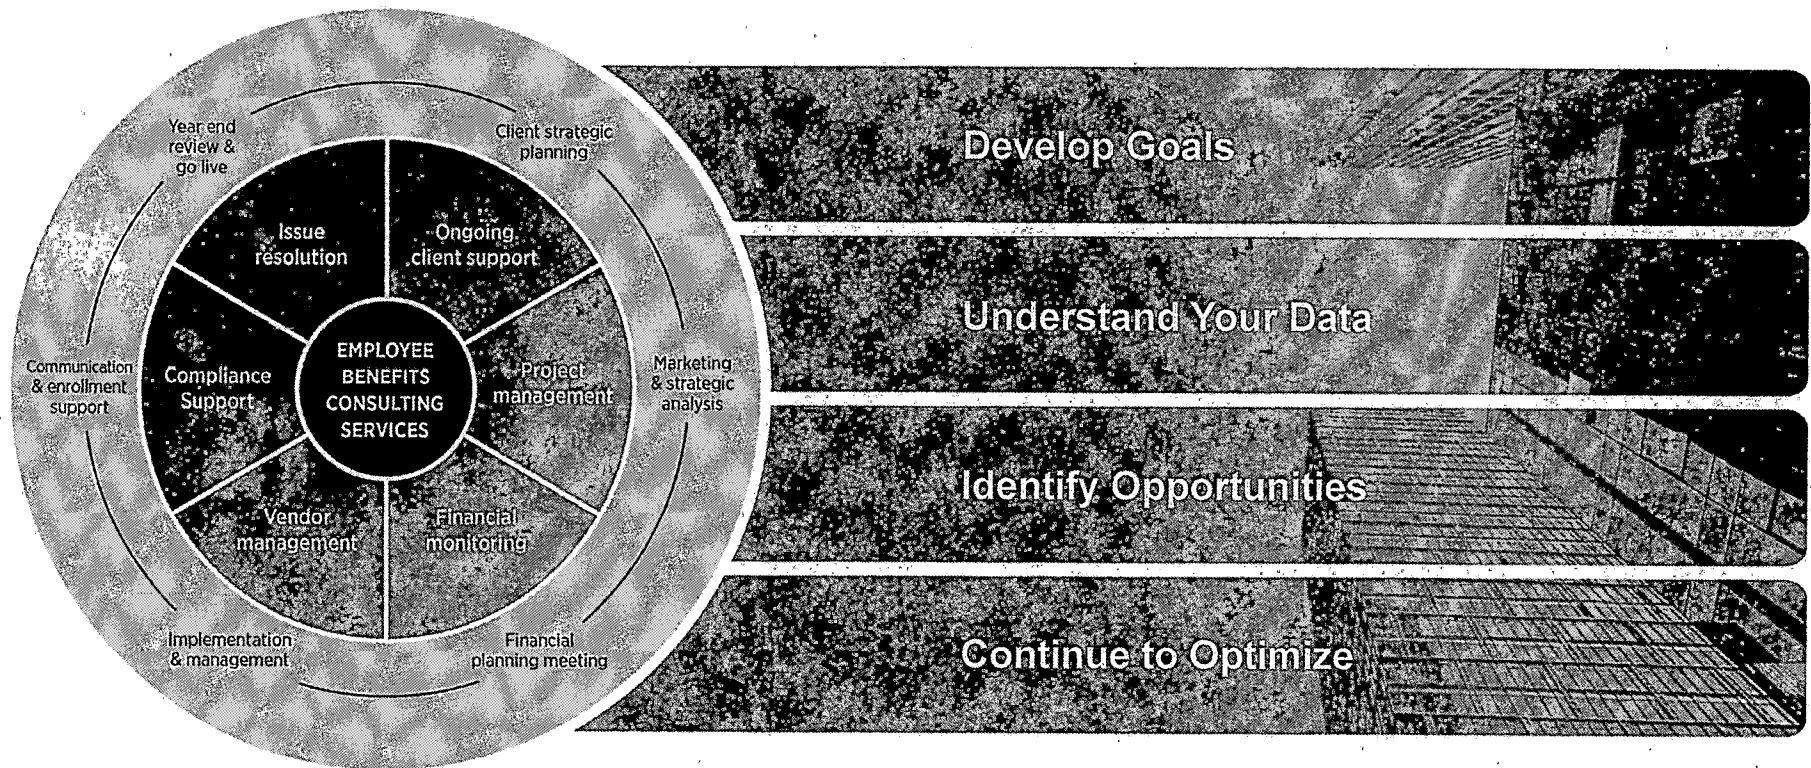 Year end
review &
go live
Client strategic
planning
Marketing
& strategic
analysis
Financial
planning meeting
Implementation
& management
Communication
& enrollment
support
Issue
resolution
Ongoing
client support
Project
management
Financial
monitoring
Vendor
management
Compliance
Support
EMPLOYEE
BENEFITS
CONSULTING
SERVICES
Develop Goals
Understand Your Data
Identify Opportunities
Continue to Optimize